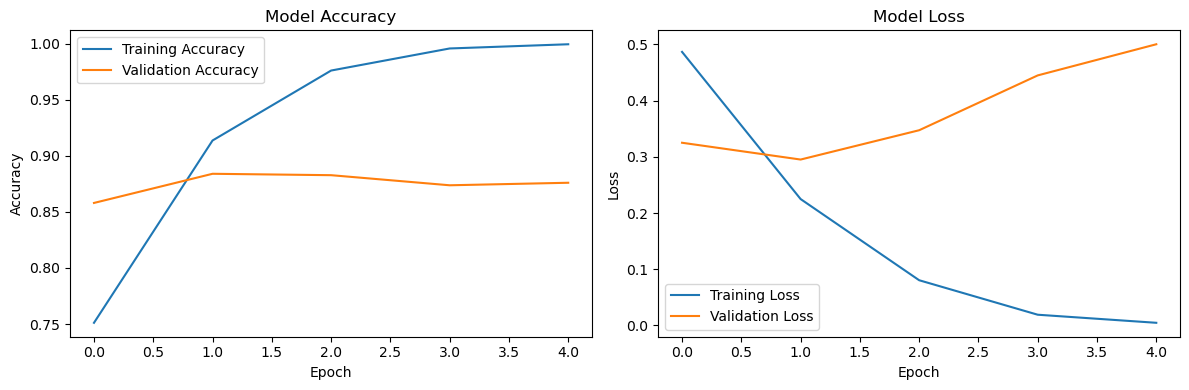 Model Accuracy
Training Accuracy
Validation Accuracy
1.00
0.95
0.90
0.85
0.80
0.75
Accuracy
0.0 0.5 1.0 1.5 2.0 2.5 3.0 3.5 4.0
Epoch
Model Loss
0.5
0.4
0.3
0.2
0.1
0.0
Loss
Training Loss
Validation Loss
0.0 0.5 1.0 1.5 2.0 2.5 3.0 3.5 4.0
Epoch